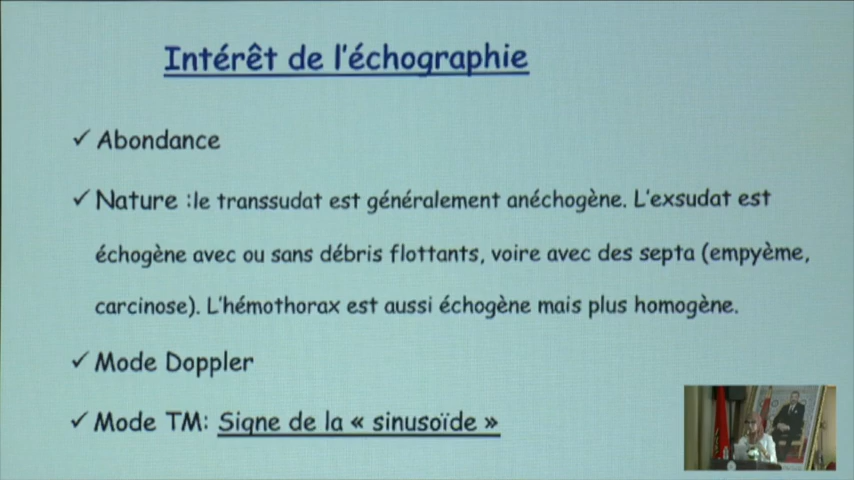 Intérêt de l'échographie
✓ Abondance
✓ Nature :le transsudat est généralement anéchogène. L'exsudat est
échogène avec ou sans débris flottants, voire avec des septa (empyème,
carcinose). L'hémothorax est aussi échogène mais plus homogène.
✓ Mode Doppler
✓ Mode TM: Signe de la « sinusoïde »